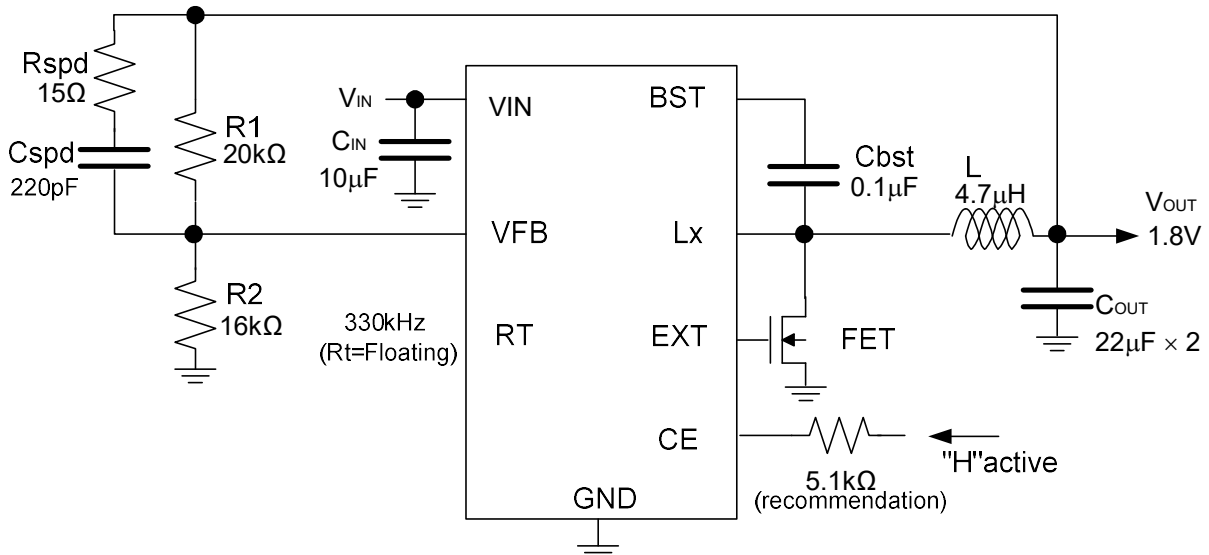 Rspd
15Ω
Cspd
220pF
R1
20kΩ
R2
16kΩ
VIN
CIN
10μF
VIN
VFB
RT
330kHz
(Rt=Floating)
BST
Lx
EXT
CE
GND
Cbst
0.1μF
L
4.7μH
VOUT
1.8V
COUT
22μF × 2
FET
5.1kΩ
(recommendation)
"H"active